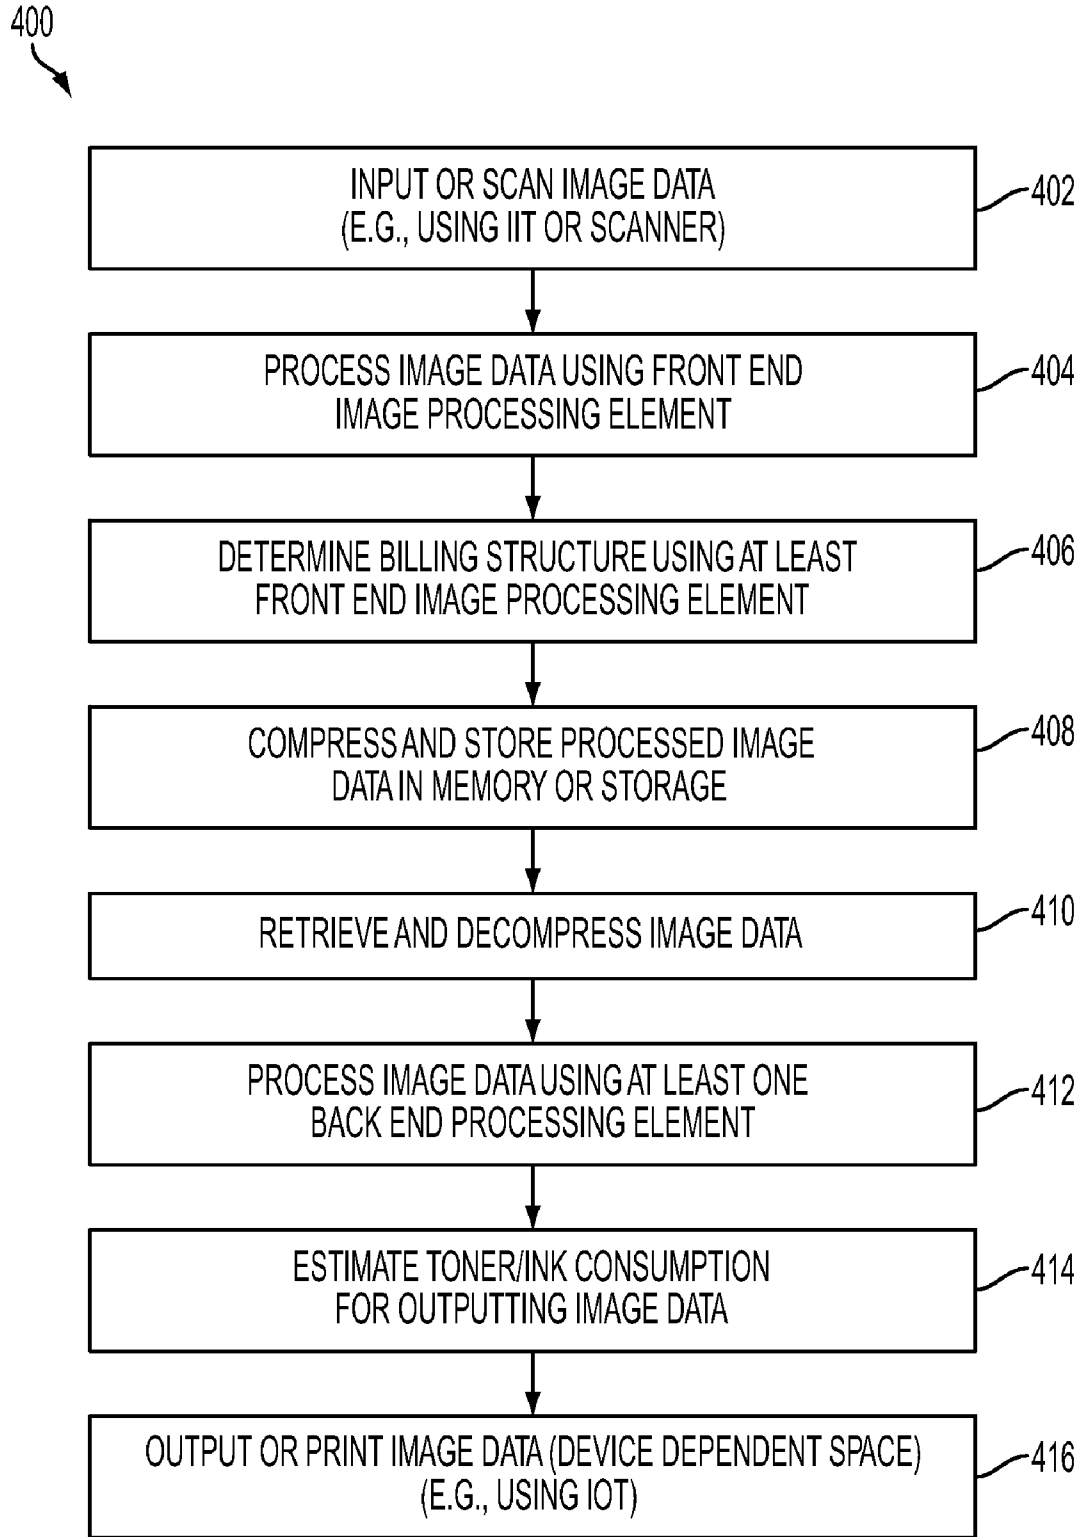 400
INPUT OR SCAN IMAGE DATA
(E.G., USING IIT OR SCANNER)
402
PROCESS IMAGE DATA USING FRONT END
IMAGE PROCESSING ELEMENT
404
DETERMINE BILLING STRUCTURE USING AT LEAST
FRONT END IMAGE PROCESSING ELEMENT
406
COMPRESS AND STORE PROCESSED IMAGE
DATA IN MEMORY OR STORAGE
408
RETRIEVE AND DECOMPRESS IMAGE DATA
410
PROCESS IMAGE DATA USING AT LEAST ONE
BACK END PROCESSING ELEMENT
412
ESTIMATE TONER/INK CONSUMPTION
FOR OUTPUTTING IMAGE DATA
414
OUTPUT OR PRINT IMAGE DATA (DEVICE DEPENDENT SPACE)
(E.G., USING IOT)
416